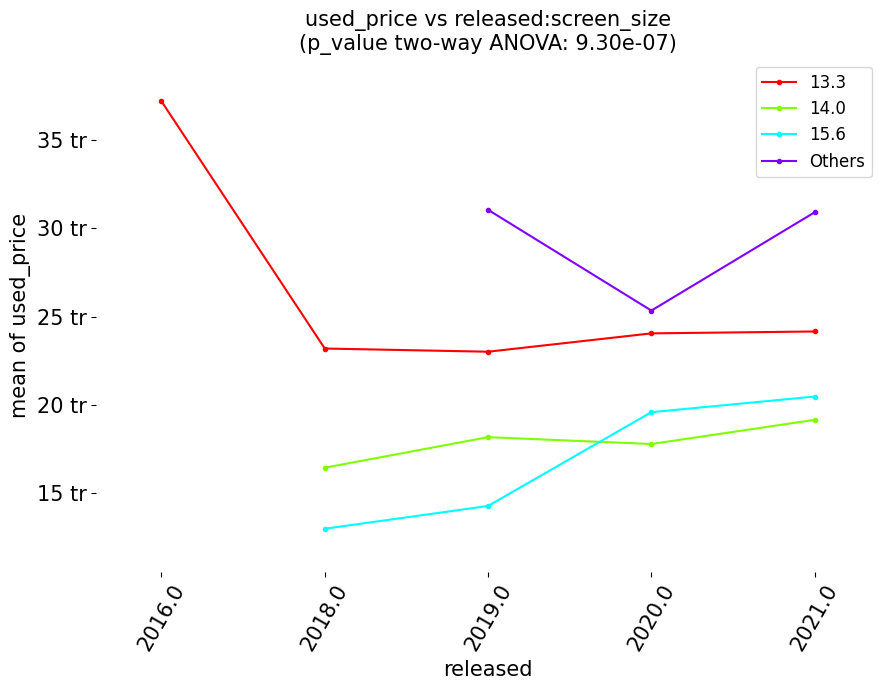 used_price vs released:screen_size
(p_value two-way ANOVA: 9.30e-07)
13.3
14.0
15.6
Others
35 tr
30 tr
25 tr
20 tr
15 tr
mean of used_price
2016.0
2018.0
2019.0
2020.0
2021.0
released